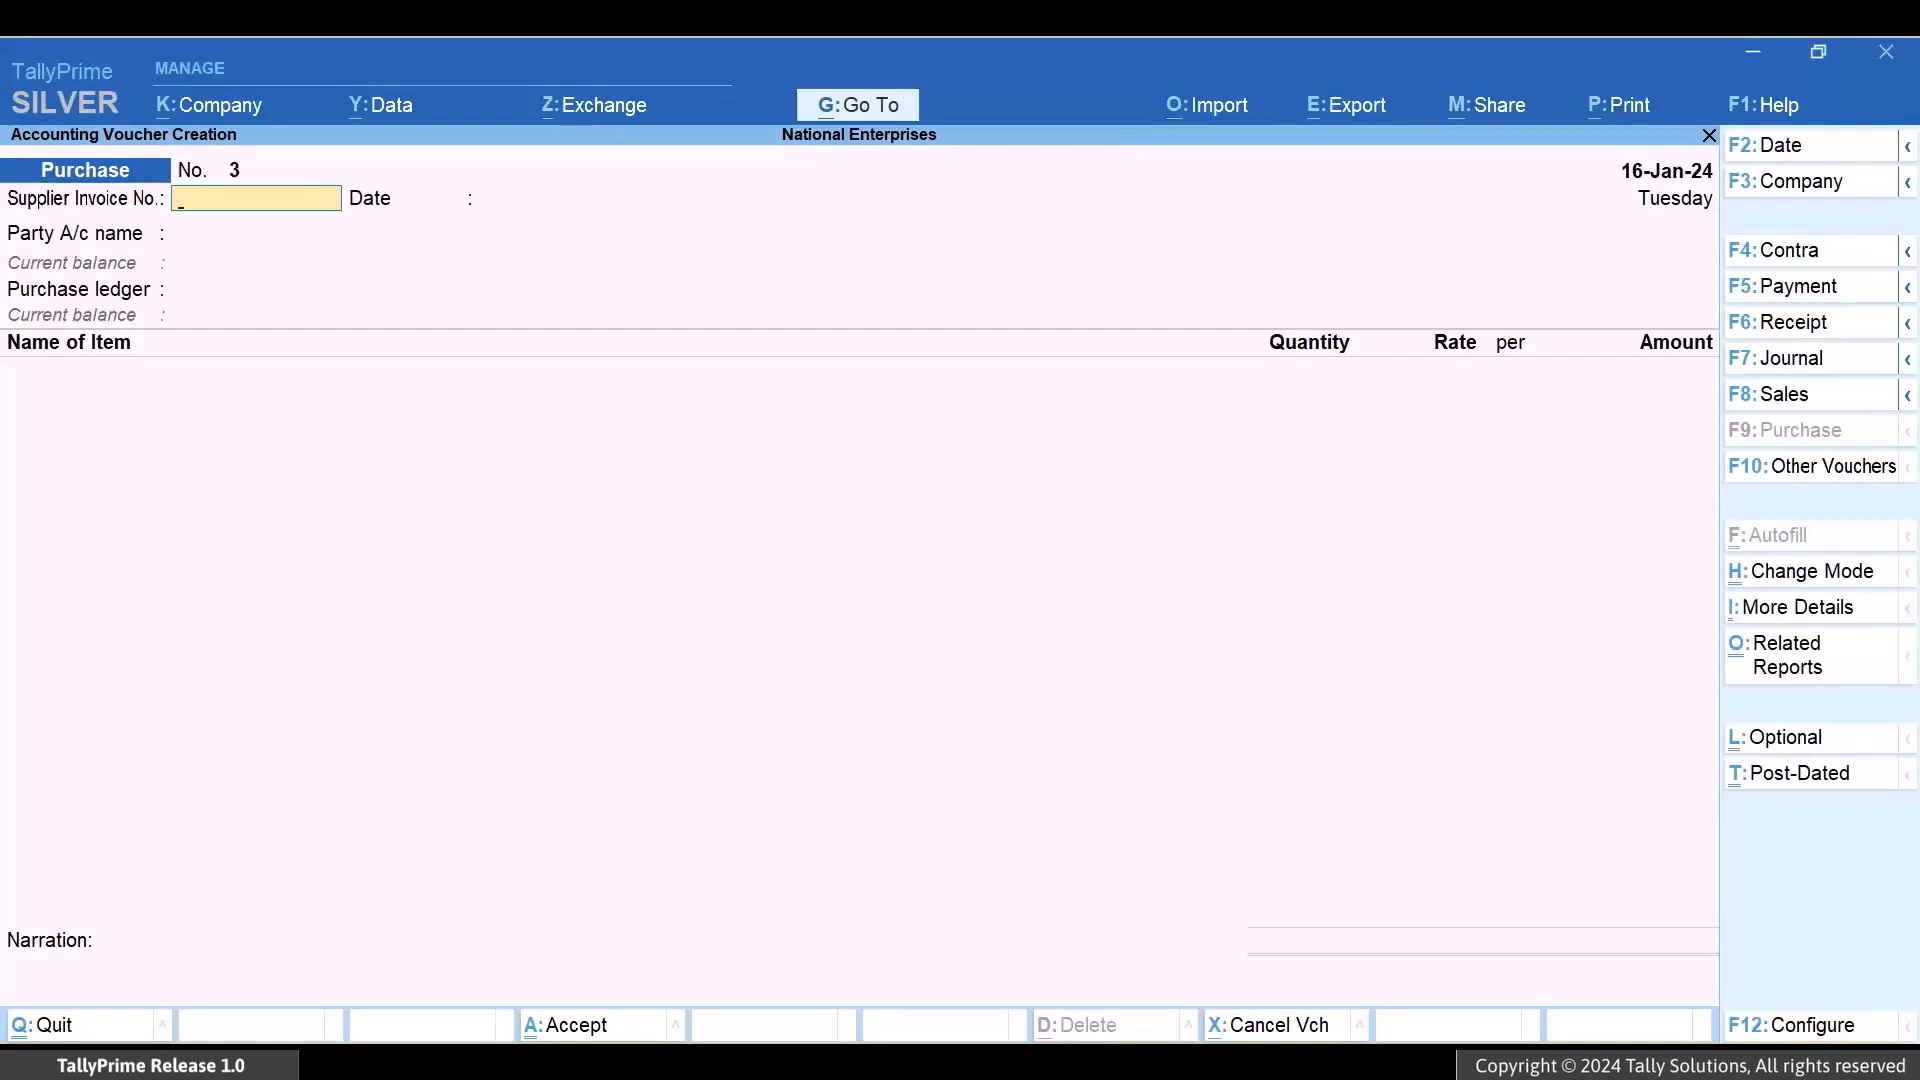 TallyPrime
SILVER
MANAGE
K:Company Y:Data Z:Exchange G:Go To O:Import E:Export M:Share P:Print F1:Help
Accounting Voucher Creation National Enterprises
Purchase No. 3 16-Jan-24
Supplier Invoice No.: Date : Tuesday
Party A/c name :
Current balance :
Purchase ledger :
Current balance :
Name of Item Quantity Rate per Amount
Narration:
F2:Date
F3:Company
F4:Contra
F5:Payment
F6:Receipt
F7:Journal
F8:Sales
F9:Purchase
F10:Other Vouchers
F:Autofill
H:Change Mode
I:More Details
O:Related
Reports
L:Optional
T:Post-Dated
Q:Quit A:Accept D:Delete X:Cancel Vch F12:Configure
TallyPrime Release 1.0 Copyright © 2024 Tally Solutions, All rights reserved